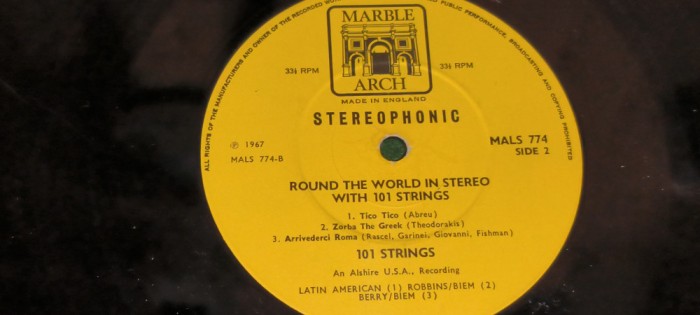 ALL RIGHTS OF THE MANUFACTURERS AND OWNER OF THE RECORDED
PUBLIC PERFORMANCE, BROADCASTING AND COPYING PROHIBITED
MARBLE
ARCH
33⅓ RPM 33⅓ RPM
MADE IN ENGLAND
STEREOPHONIC
℗ 1967
MALS 774-B
MALS 774
SIDE 2
ROUND THE WORLD IN STEREO
WITH 101 STRINGS
1. Tico Tico (Abreu)
2. Zorba The Greek (Theodorakis)
3. Arrivederci Roma (Rascel, Garinei, Giovanni, Fishman)
101 STRINGS
An Alshire U.S.A., Recording
LATIN AMERICAN (1) ROBBINS/BIEM (2)
BERRY/BIEM (3)